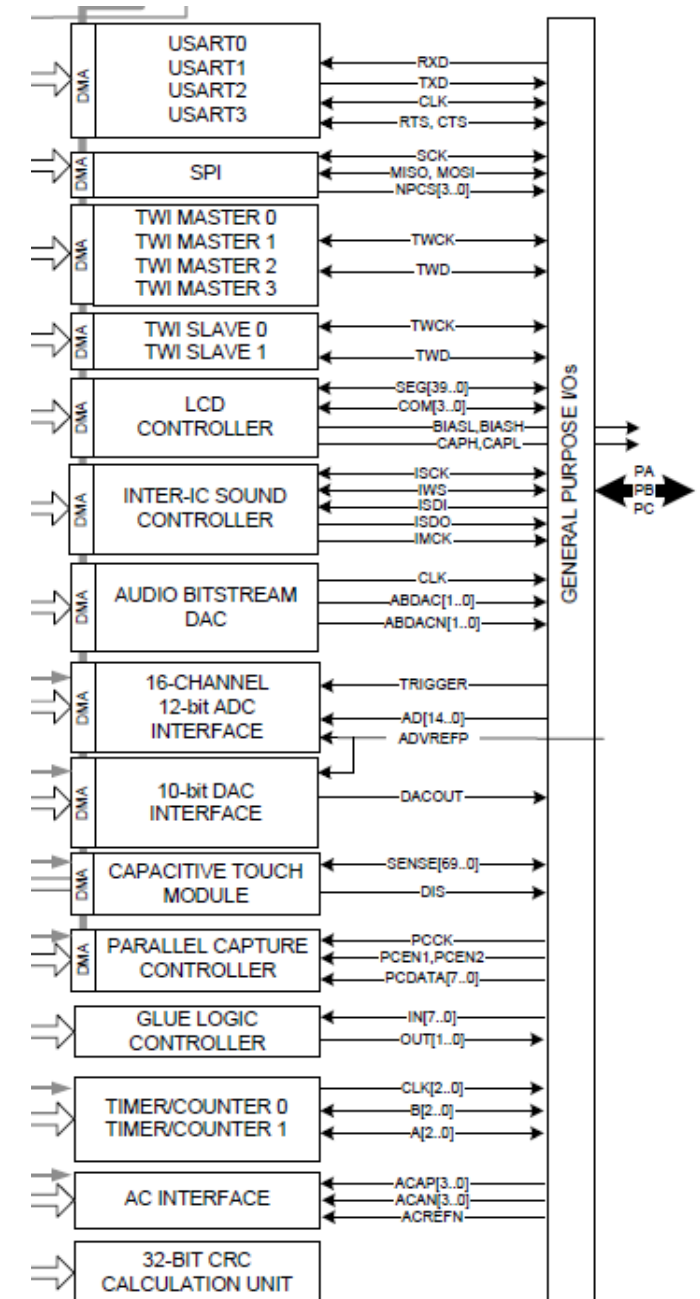 DMA
USART0
USART1
USART2
USART3
RXD
TXD
CLK
RTS, CTS
DMA
SPI
SCK
MISO, MOSI
NPCS[3..0]
DMA
TWI MASTER 0
TWI MASTER 1
TWI MASTER 2
TWI MASTER 3
TWCK
TWD
DMA
TWI SLAVE 0
TWI SLAVE 1
TWCK
TWD
DMA
LCD
CONTROLLER
SEG[39..0]
COM[3..0]
BIASL,BIASH
CAPH,CAPL
DMA
INTER-IC SOUND
CONTROLLER
ISCK
IWS
ISDI
ISDO
IMCK
DMA
AUDIO BITSTREAM
DAC
CLK
ABDAC[1..0]
ABDACN[1..0]
DMA
16-CHANNEL
12-bit ADC
INTERFACE
TRIGGER
AD[14..0]
ADVREFP
DMA
10-bit DAC
INTERFACE
DACOUT
DMA
CAPACITIVE TOUCH
MODULE
SENSE[69..0]
DIS
DMA
PARALLEL CAPTURE
CONTROLLER
PCCK
PCEN1,PCEN2
PCDATA[7..0]
GLUE LOGIC
CONTROLLER
IN[7..0]
OUT[1..0]
TIMER/COUNTER 0
TIMER/COUNTER 1
CLK[2..0]
B[2..0]
A[2..0]
AC INTERFACE
ACAP[3..0]
ACAN[3..0]
ACREFN
32-BIT CRC
CALCULATION UNIT
GENERAL PURPOSE I/Os
PA
PB
PC